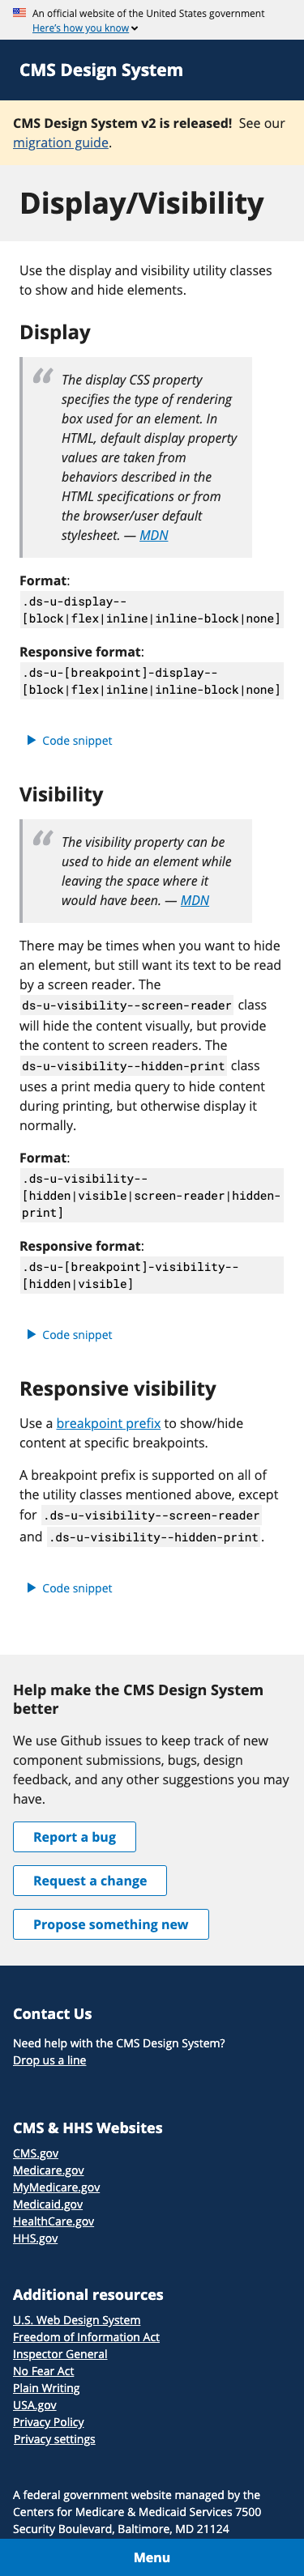 An official website of the United States government
Here's how you know
CMS Design System
CMS Design System v2 is released! See our
migration guide.
Display/Visibility
Use the display and visibility utility classes
to show and hide elements.
Display
The display CSS property
specifies the type of rendering
box used for an element. In
HTML, default display property
values are taken from
behaviors described in the
HTML specifications or from
the browser/user default
stylesheet. — MDN
Format:
.ds-u-display--
[block|flex|inline|inline-block|none]
Responsive format:
.ds-u-[breakpoint]-display--
[block|flex|inline|inline-block|none]
Code snippet
Visibility
The visibility property can be
used to hide an element while
leaving the space where it
would have been. — MDN
There may be times when you want to hide
an element, but still want its text to be read
by a screen reader. The
ds-u-visibility--screen-reader class
will hide the content visually, but provide
the content to screen readers. The
ds-u-visibility--hidden-print class
uses a print media query to hide content
during printing, but otherwise display it
normally.
Format:
.ds-u-visibility--
[hidden|visible|screen-reader|hidden-
print]
Responsive format:
.ds-u-[breakpoint]-visibility--
[hidden|visible]
Code snippet
Responsive visibility
Use a breakpoint prefix to show/hide
content at specific breakpoints.
A breakpoint prefix is supported on all of
the utility classes mentioned above, except
for .ds-u-visibility--screen-reader
and .ds-u-visibility--hidden-print.
Code snippet
Help make the CMS Design System
better
We use Github issues to keep track of new
component submissions, bugs, design
feedback, and any other suggestions you may
have.
Report a bug
Request a change
Propose something new
Contact Us
Need help with the CMS Design System?
Drop us a line
CMS & HHS Websites
CMS.gov
Medicare.gov
MyMedicare.gov
Medicaid.gov
HealthCare.gov
HHS.gov
Additional resources
U.S. Web Design System
Freedom of Information Act
Inspector General
No Fear Act
Plain Writing
USA.gov
Privacy Policy
Privacy settings
A federal government website managed by the
Centers for Medicare & Medicaid Services 7500
Security Boulevard, Baltimore, MD 21124
Menu